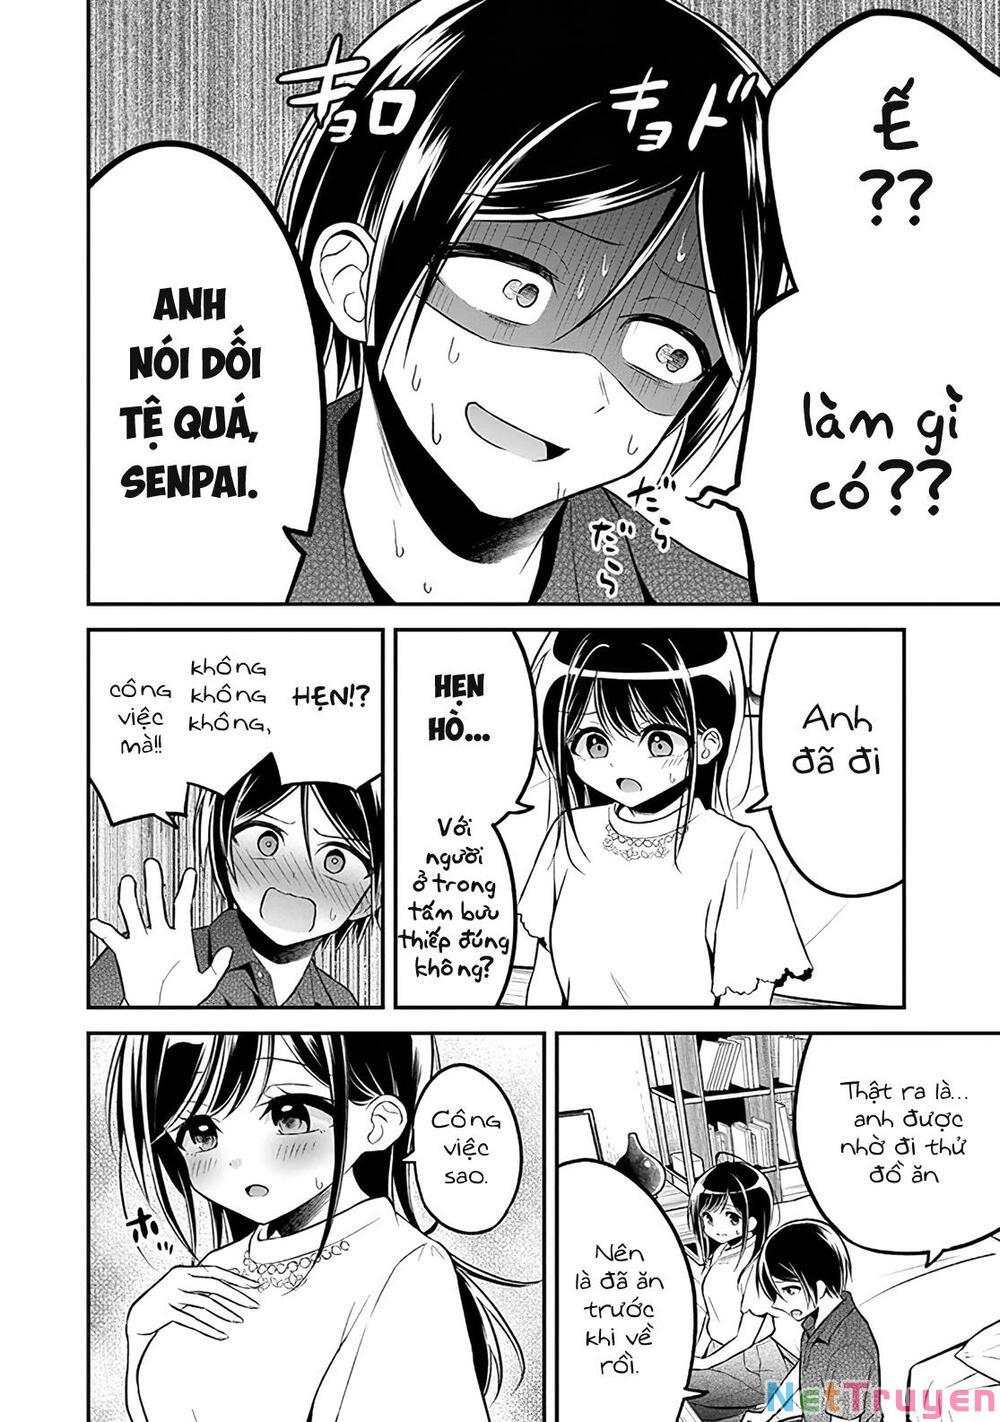 Ế
??
làm gì
có??
キョド
キョロ
だら
だら
ANH
NÓI DỐI
TỆ QUÁ,
SENPAI.
Anh
đã đi
HẸN
HÒ...
Với
người
ở trong
tấm bưu
thiếp đúng
không?
HẸN!?
không
không
không,
công
việc
mà!!
Thật ra là...
anh được
nhờ đi thử
đồ ăn
Nên
là đã ăn
trước
khi về
rồi.
Công
việc
sao.
ホッ
NetTruyen